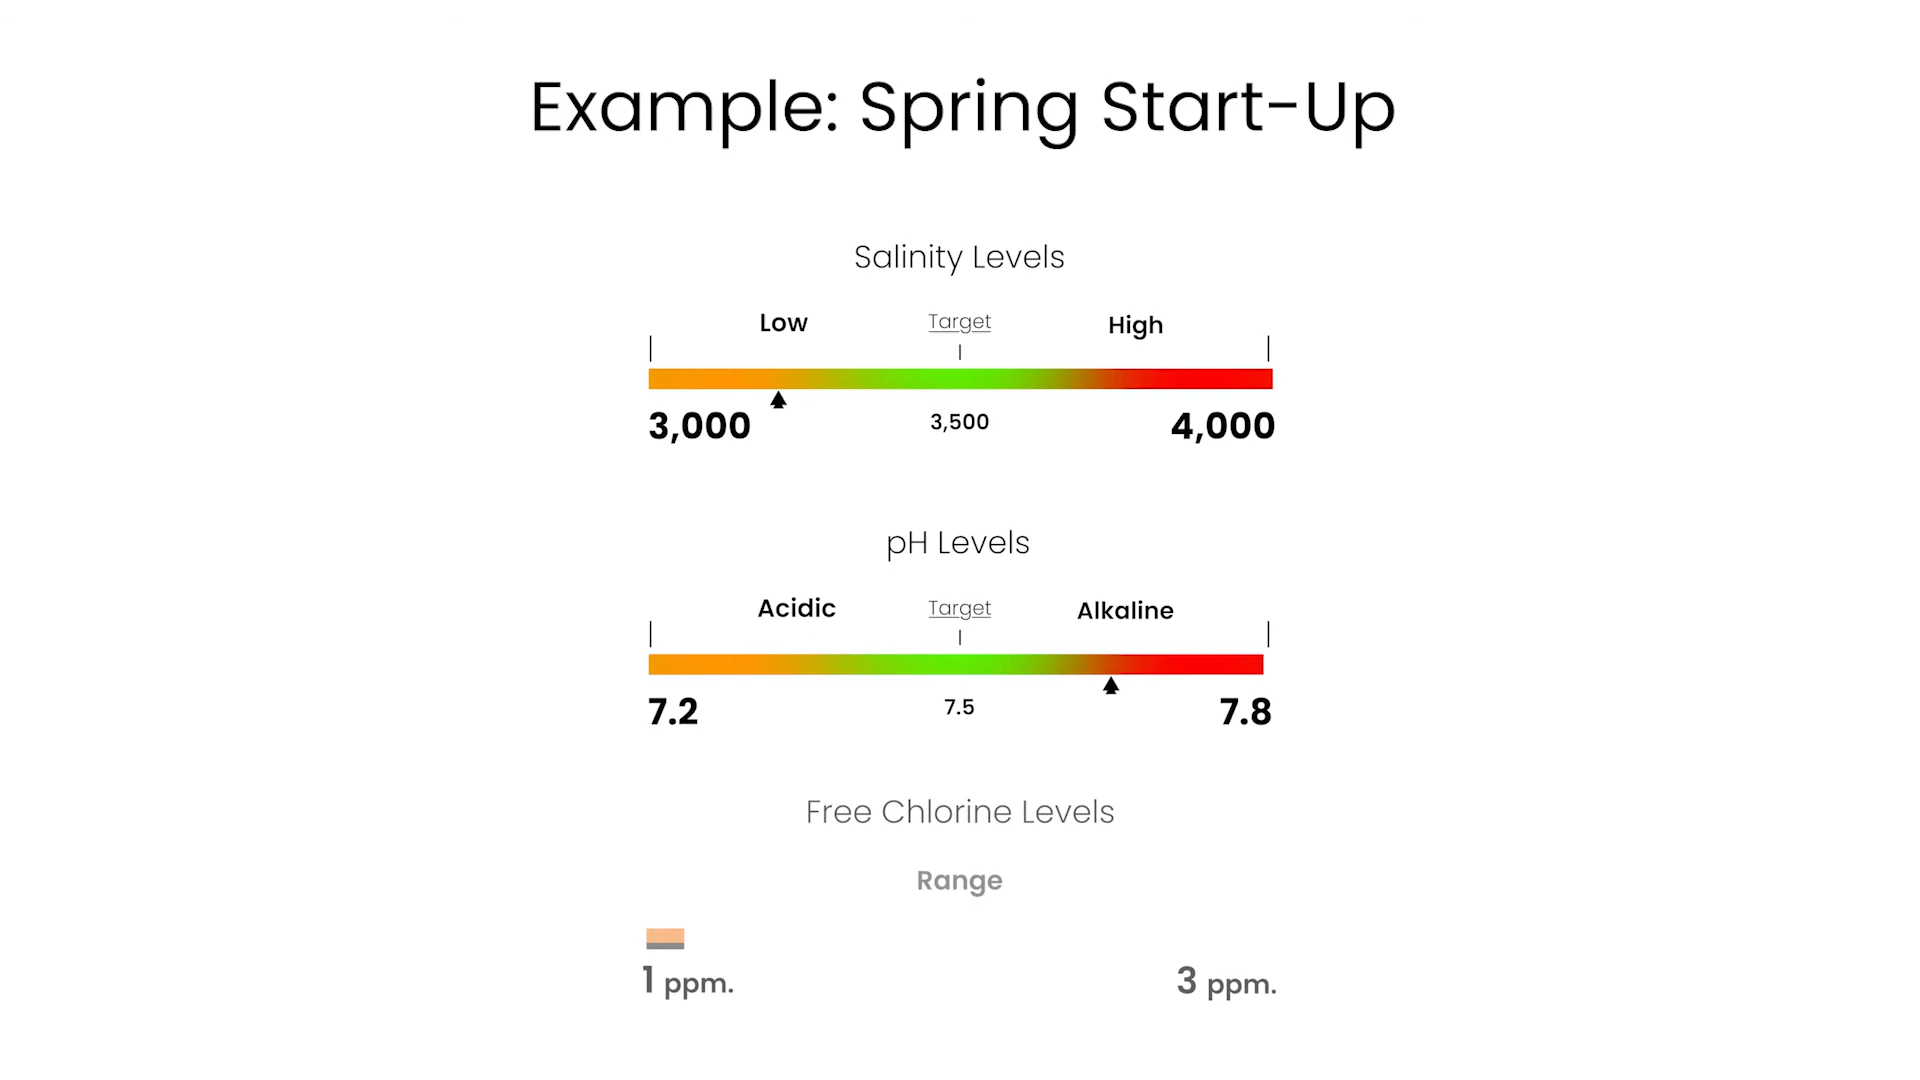 Example: Spring Start-Up
Salinity Levels
Low Target High
3,000 3,500 4,000
pH Levels
Acidic Target Alkaline
7.2 7.5 7.8
Free Chlorine Levels
Range
1 ppm. 3 ppm.